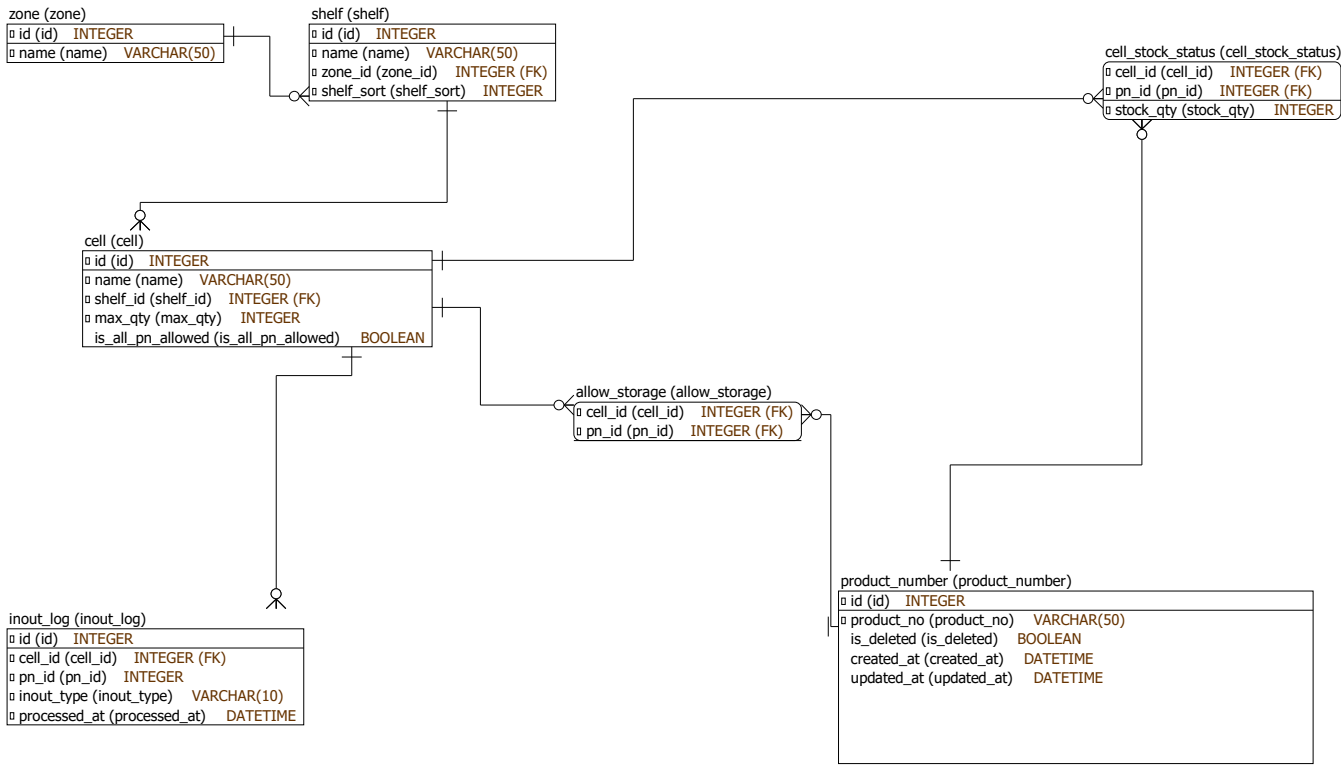 zone (zone)
id (id) INTEGER
name (name) VARCHAR(50)
shelf (shelf)
id (id) INTEGER
name (name) VARCHAR(50)
zone_id (zone_id) INTEGER (FK)
shelf_sort (shelf_sort) INTEGER
cell_stock_status (cell_stock_status)
cell_id (cell_id) INTEGER (FK)
pn_id (pn_id) INTEGER (FK)
stock_qty (stock_qty) INTEGER
cell (cell)
id (id) INTEGER
name (name) VARCHAR(50)
shelf_id (shelf_id) INTEGER (FK)
max_qty (max_qty) INTEGER
is_all_pn_allowed (is_all_pn_allowed) BOOLEAN
allow_storage (allow_storage)
cell_id (cell_id) INTEGER (FK)
pn_id (pn_id) INTEGER (FK)
product_number (product_number)
id (id) INTEGER
product_no (product_no) VARCHAR(50)
is_deleted (is_deleted) BOOLEAN
created_at (created_at) DATETIME
updated_at (updated_at) DATETIME
inout_log (inout_log)
id (id) INTEGER
cell_id (cell_id) INTEGER (FK)
pn_id (pn_id) INTEGER
inout_type (inout_type) VARCHAR(10)
processed_at (processed_at) DATETIME